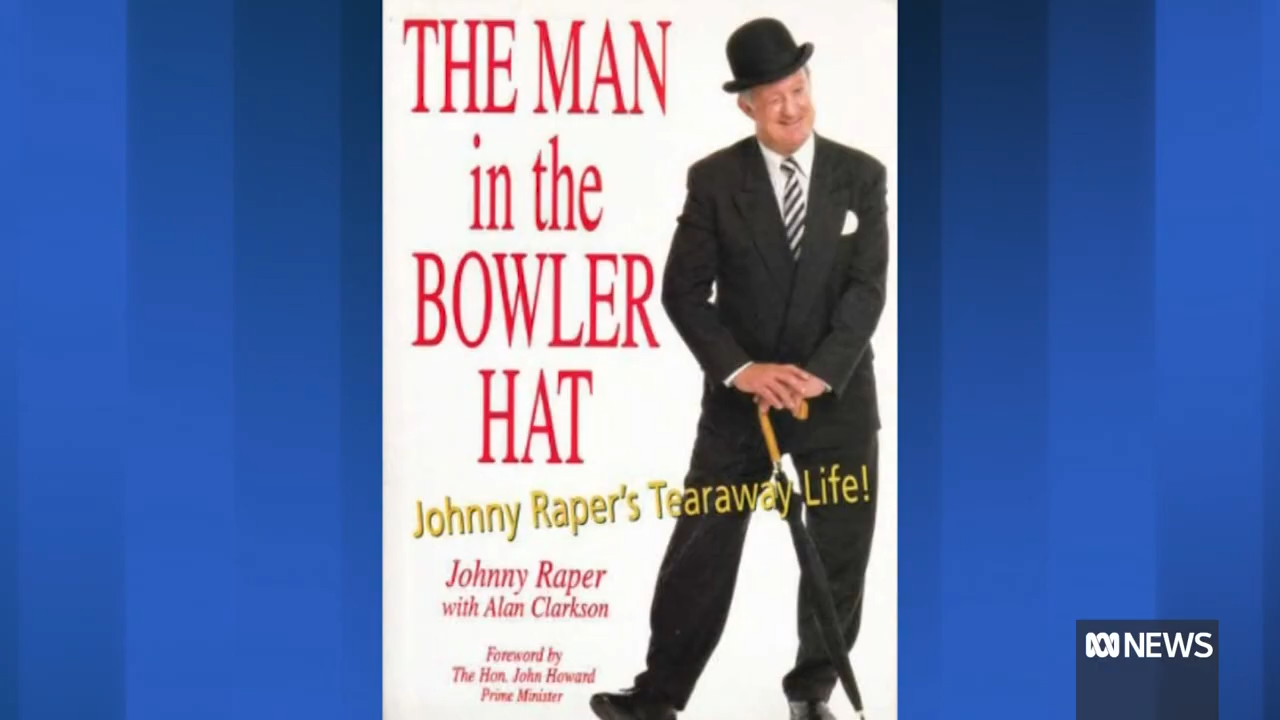 THE MAN
in the
BOWLER
HAT
Johnny Raper's Tearaway Life!
Johnny Raper
with Alan Clarkson
Foreword by
The Hon. John Howard
Prime Minister
NEWS